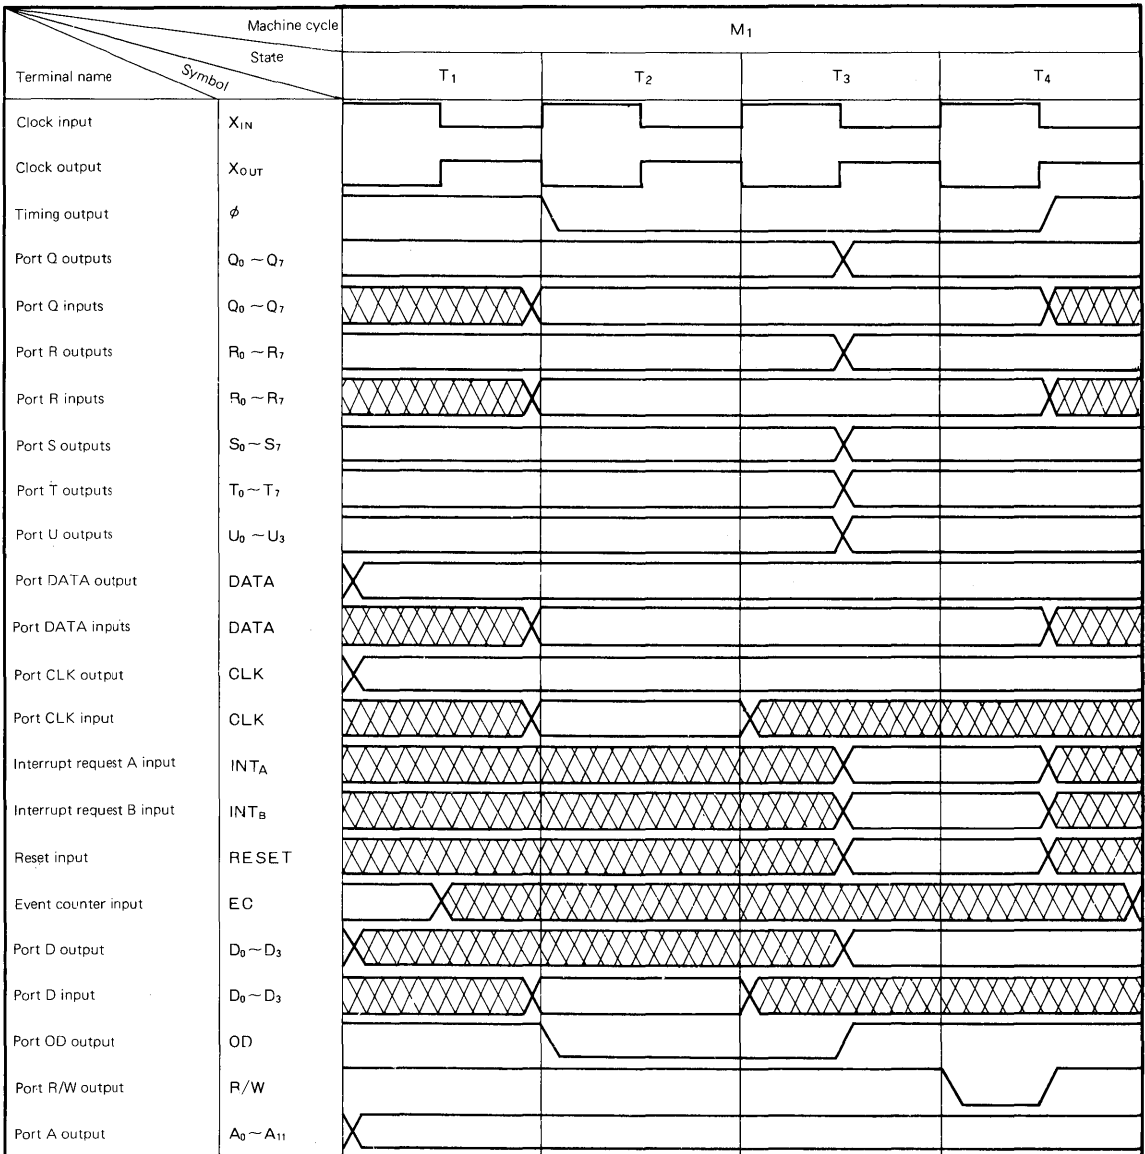 Machine cycle M₁
State
Terminal name Symbol T₁ T₂ T₃ T₄
Clock input X_IN
Clock output X_OUT
Timing output ϕ
Port Q outputs Q₀～Q₇
Port Q inputs Q₀～Q₇
Port R outputs R₀～R₇
Port R inputs R₀～R₇
Port S outputs S₀～S₇
Port T outputs T₀～T₇
Port U outputs U₀～U₃
Port DATA output DATA
Port DATA inputs DATA
Port CLK output CLK
Port CLK input CLK
Interrupt request A input INT_A
Interrupt request B input INT_B
Reset input RESET
Event counter input EC
Port D output D₀～D₃
Port D input D₀～D₃
Port OD output OD
Port R/W output R/W
Port A output A₀～A₁₁